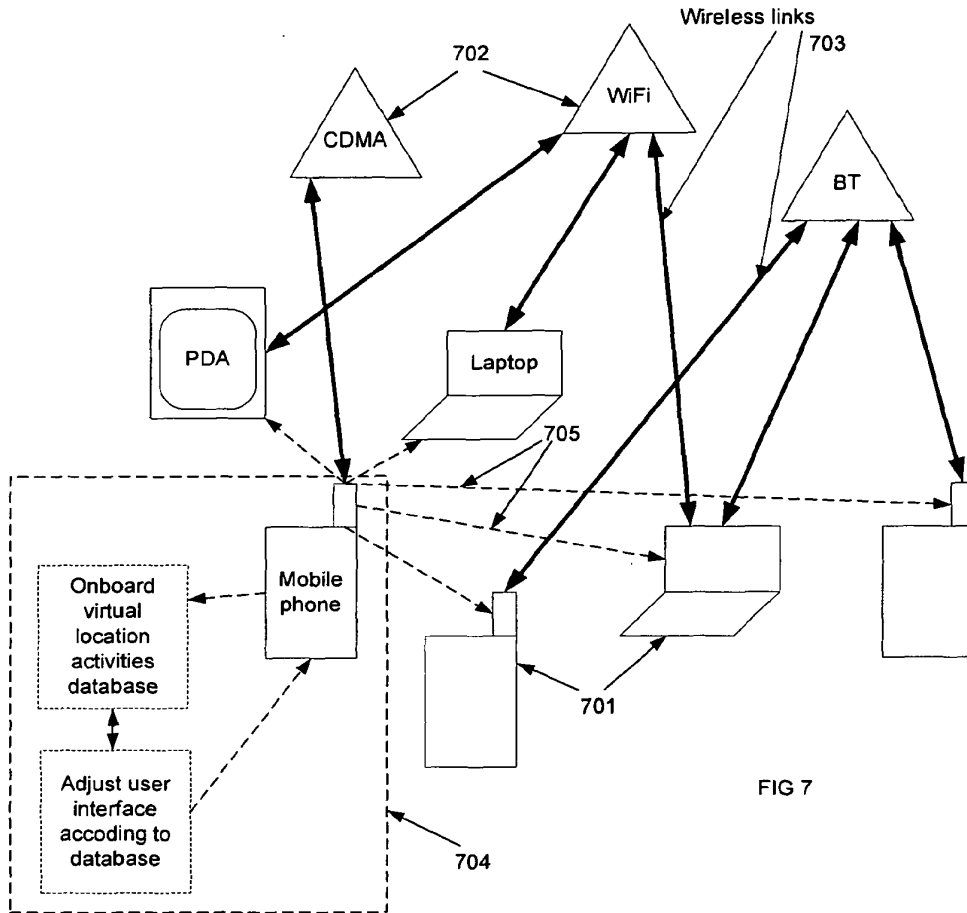 Wireless links
703
702
WiFi
CDMA
BT
PDA
Laptop
705
Mobile
phone
Onboard
virtual
location
activities
database
701
Adjust user
interface
accoding to
database
704
FIG 7